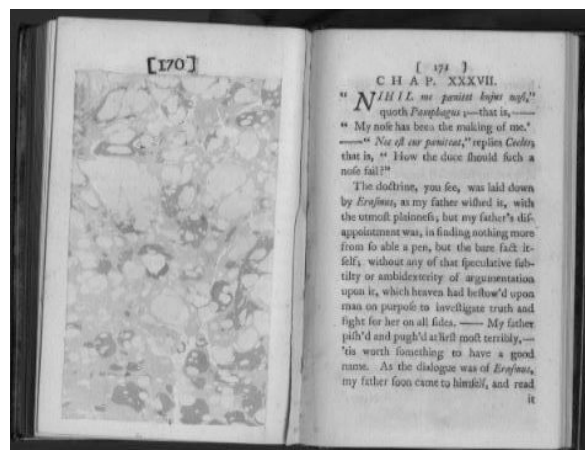 [170]
( 171 )
C H A P. XXXVII.
“ NIHIL me pœnitet hujus naſi,”
quoth Pamphagus ;—that is,——
“ My noſe has been the making of me.”
——“ Nec eſt cur pœniteat,” replies Cocles;
that is, “ How the duce ſhould ſuch a
noſe fail?”
The doctrine, you ſee, was laid down
by Eraſmus, as my father wiſhed it, with
the utmoſt plainneſs; but my father's diſ-
appointment was, in finding nothing more
from ſo able a pen, but the bare fact it-
ſelf; without any of that ſpeculative ſub-
tilty or ambidexterity of argumentation
upon it, which heaven had beſtow'd upon
man on purpoſe to inveſtigate truth and
fight for her on all ſides. —— My father
piſh'd and pugh'd at firſt moſt terribly,—
'tis worth ſomething to have a good
name. As the dialogue was of Eraſmus,
my father ſoon came to himſelf, and read
it